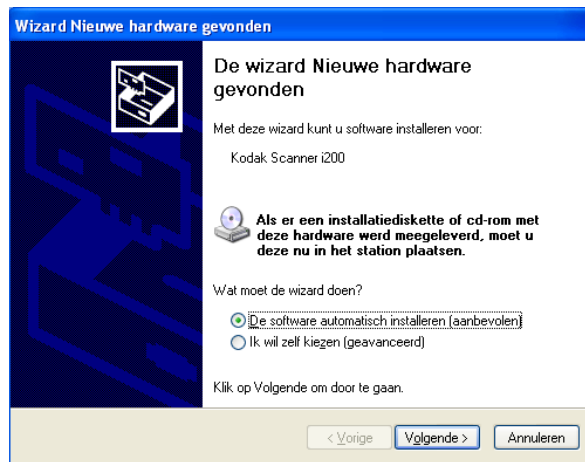 Wizard Nieuwe hardware gevonden
De wizard Nieuwe hardware
gevonden
Met deze wizard kunt u software installeren voor:
Kodak Scanner i200
Als er een installatiediskette of cd-rom met
deze hardware werd meegeleverd, moet u
deze nu in het station plaatsen.
Wat moet de wizard doen?
De software automatisch installeren (aanbevolen)
Ik wil zelf kiezen (geavanceerd)
Klik op Volgende om door te gaan.
< Vorige Volgende > Annuleren